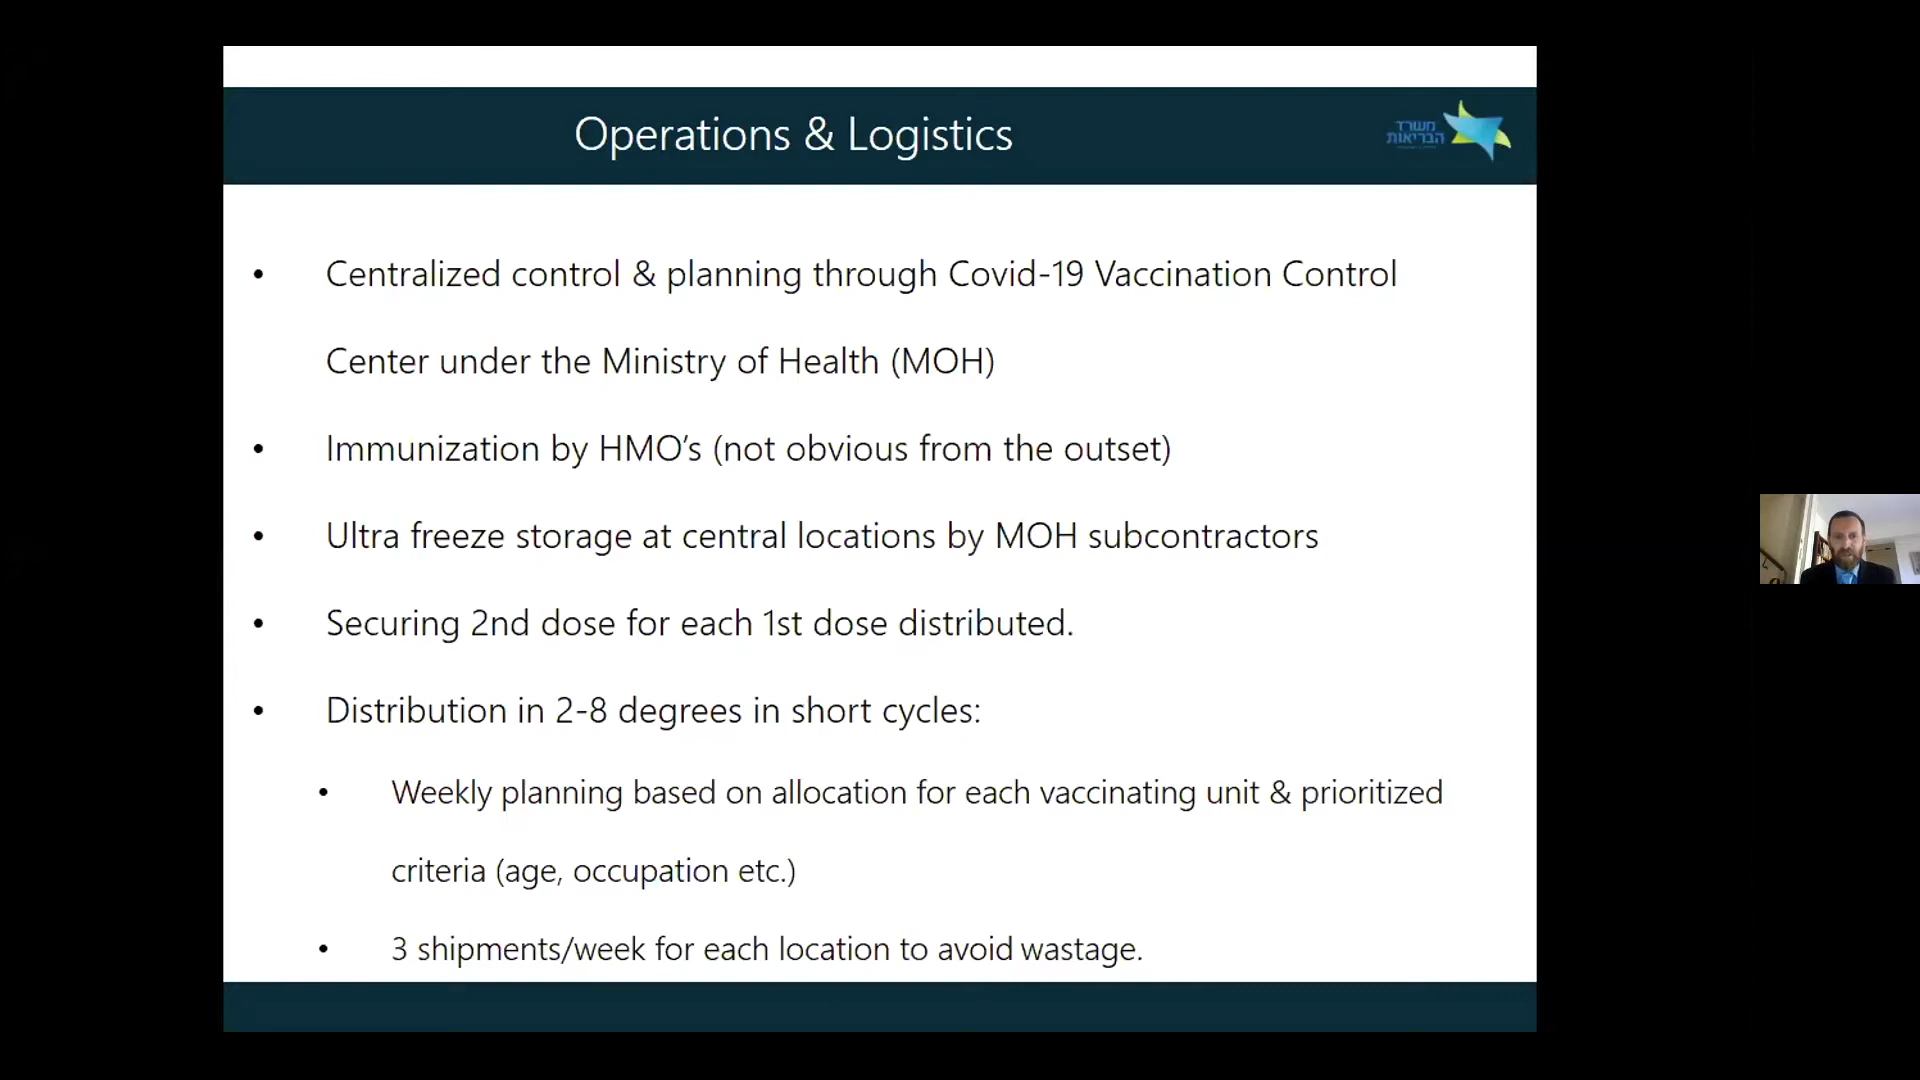 Operations & Logistics
משרד
הבריאות
• Centralized control & planning through Covid-19 Vaccination Control
Center under the Ministry of Health (MOH)
• Immunization by HMO’s (not obvious from the outset)
• Ultra freeze storage at central locations by MOH subcontractors
• Securing 2nd dose for each 1st dose distributed.
• Distribution in 2-8 degrees in short cycles:
• Weekly planning based on allocation for each vaccinating unit & prioritized
criteria (age, occupation etc.)
• 3 shipments/week for each location to avoid wastage.